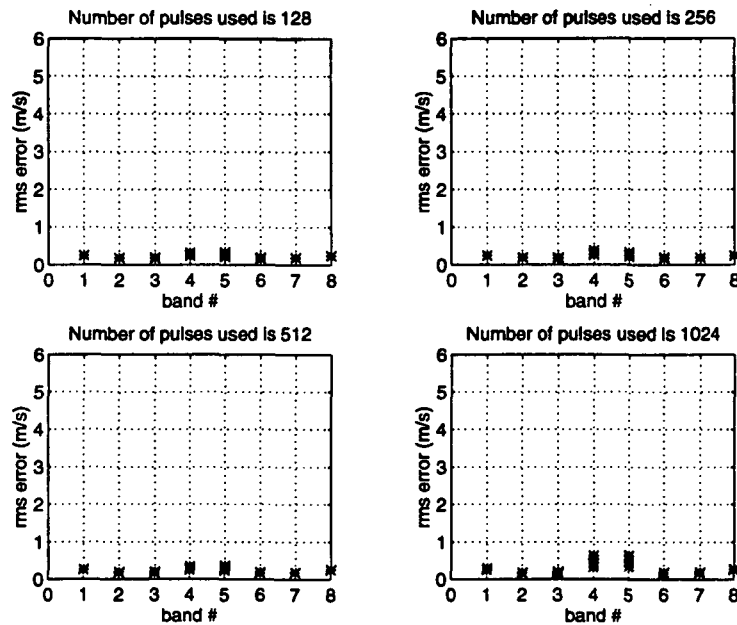 Number of pulses used is 128
6
5
4
3
2
1
0
rms error (m/s)
0 1 2 3 4 5 6 7 8
band #
Number of pulses used is 256
6
5
4
3
2
1
0
rms error (m/s)
0 1 2 3 4 5 6 7 8
band #
Number of pulses used is 512
6
5
4
3
2
1
0
rms error (m/s)
0 1 2 3 4 5 6 7 8
band #
Number of pulses used is 1024
6
5
4
3
2
1
0
rms error (m/s)
0 1 2 3 4 5 6 7 8
band #